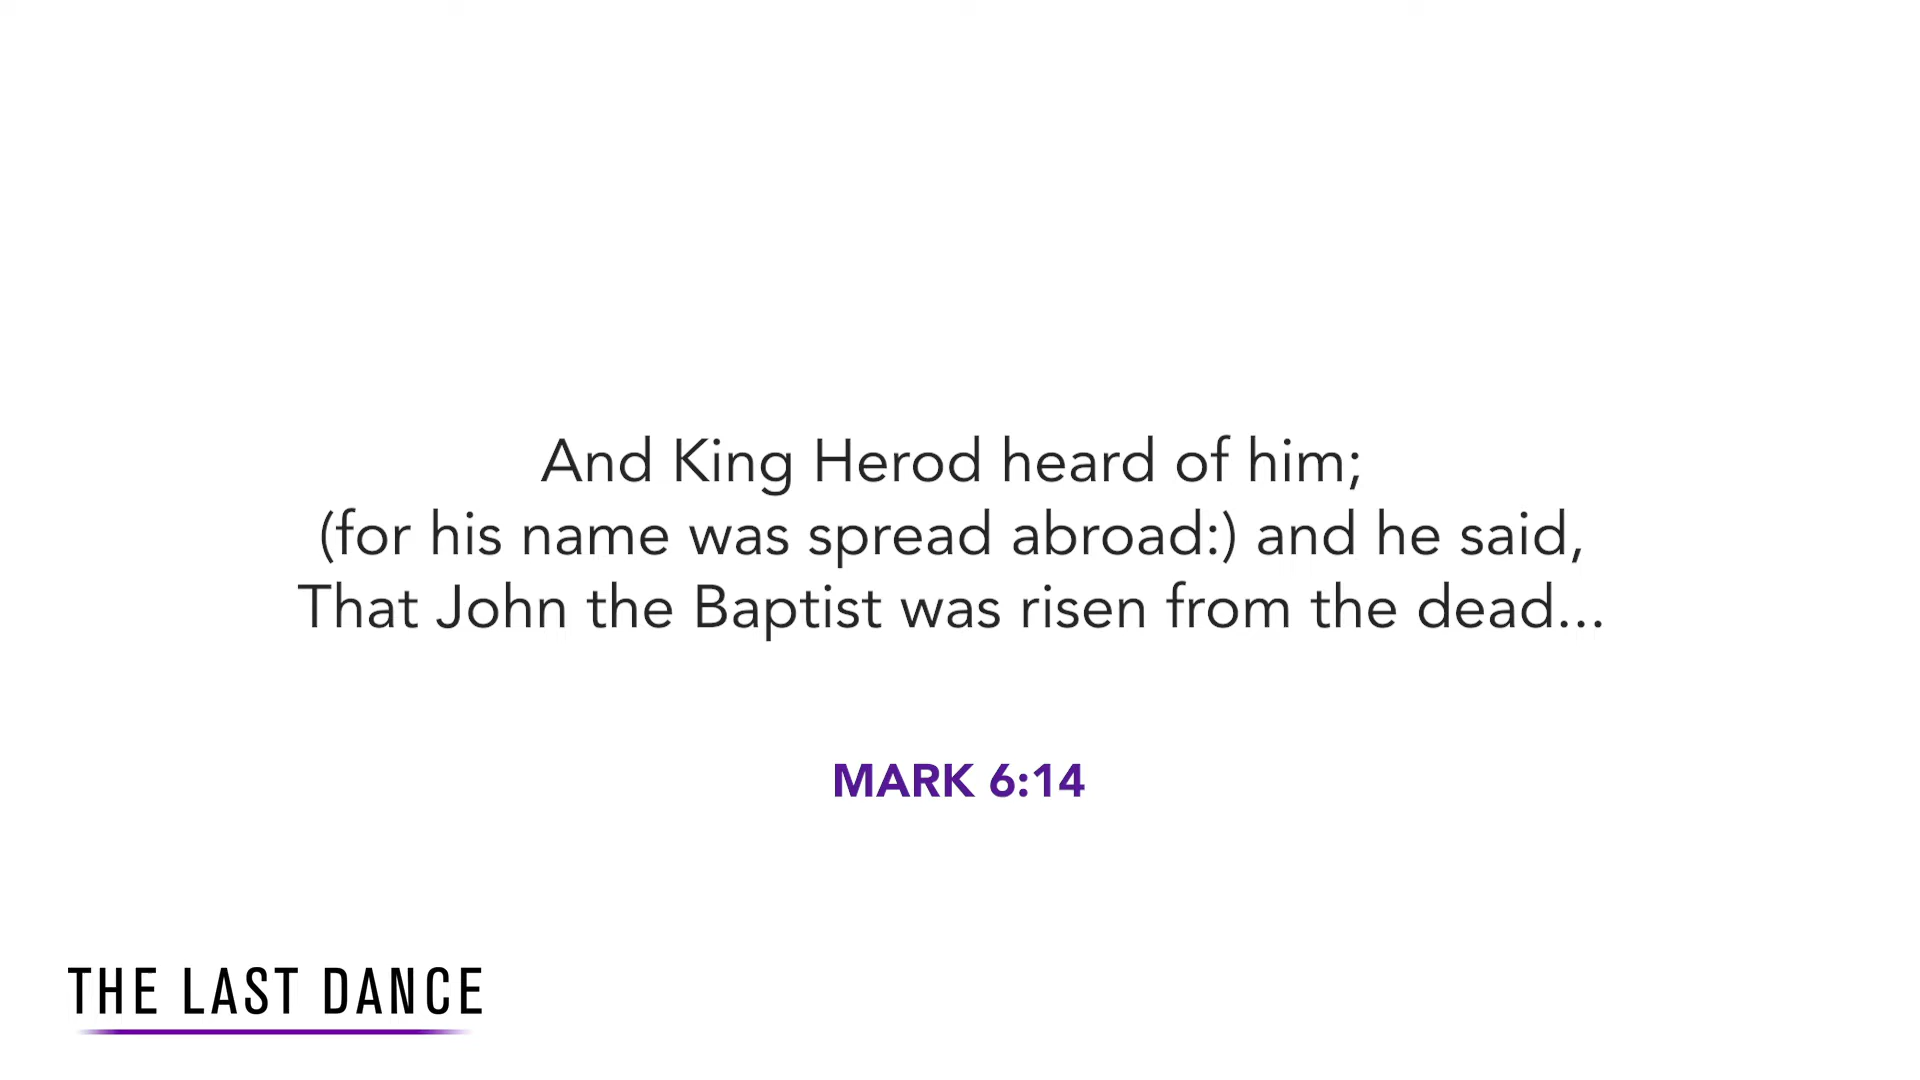 And King Herod heard of him;
(for his name was spread abroad:) and he said,
That John the Baptist was risen from the dead...
MARK 6:14
THE LAST DANCE